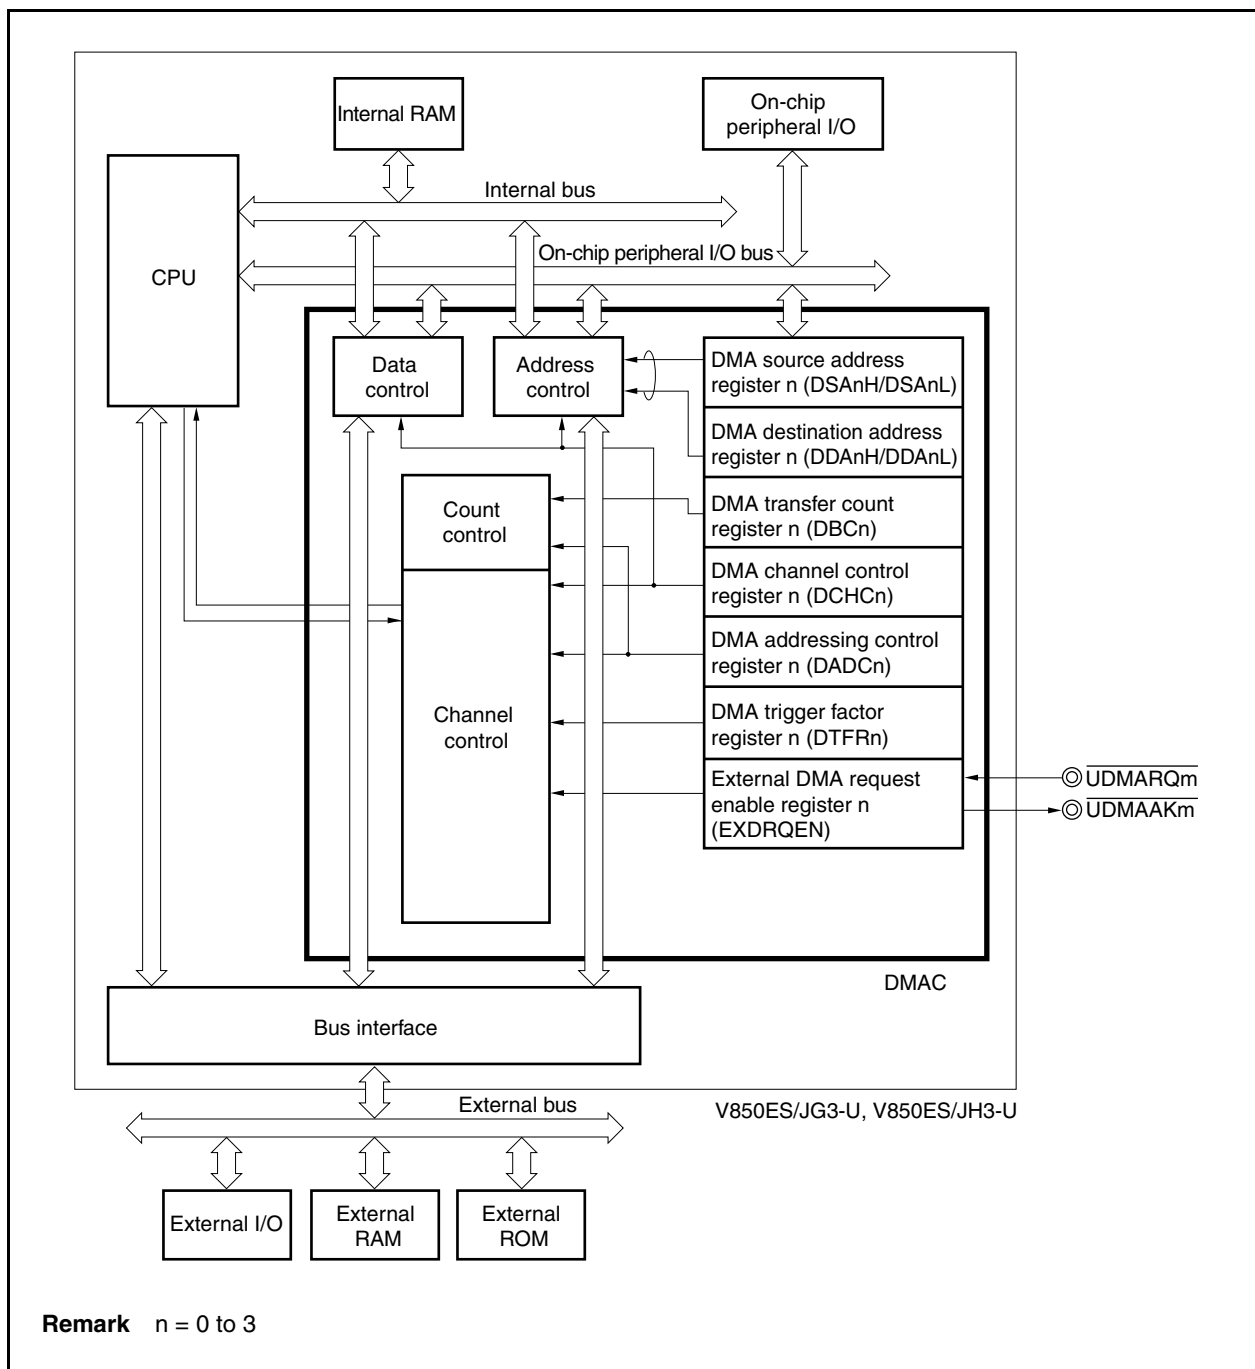 Internal RAM
On-chip
peripheral I/O
Internal bus
On-chip peripheral I/O bus
CPU
Data
control
Address
control
DMA source address
register n (DSAnH/DSAnL)
DMA destination address
register n (DDAnH/DDAnL)
Count
control
DMA transfer count
register n (DBCn)
DMA channel control
register n (DCHCn)
DMA addressing control
register n (DADCn)
Channel
control
DMA trigger factor
register n (DTFRn)
External DMA request
enable register n
(EXDRQEN)
UDMARQm
UDMAAKm
DMAC
Bus interface
External bus
V850ES/JG3-U, V850ES/JH3-U
External I/O
External
RAM
External
ROM
Remark n = 0 to 3